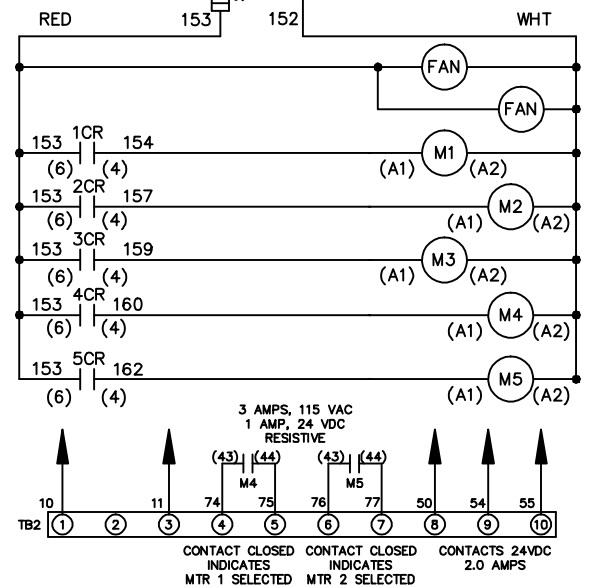 RED 153 152 WHT
FAN
FAN
1CR
153 154 M1
(6) (4) (A1) (A2)
2CR
153 157 M2
(6) (4) (A1) (A2)
3CR
153 159 M3
(6) (4) (A1) (A2)
4CR
153 160 M4
(6) (4) (A1) (A2)
5CR
153 162 M5
(6) (4) (A1) (A2)
3 AMPS, 115 VAC
1 AMP, 24 VDC
RESISTIVE
(43) (44) (43) (44)
M4 M5
10 11 74 75 76 77 50 54 55
TB2 1 2 3 4 5 6 7 8 9 10
CONTACT CLOSED
INDICATES
MTR 1 SELECTED
CONTACT CLOSED
INDICATES
MTR 2 SELECTED
CONTACTS 24VDC
2.0 AMPS